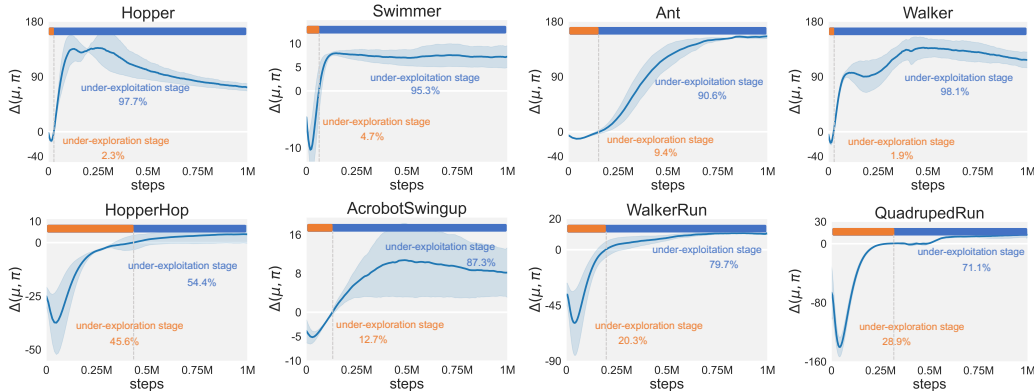 Hopper
180
90
0
-40
Δ(μ, π)
under-exploitation stage
97.7%
under-exploration stage
2.3%
0 0.25M 0.5M 0.75M 1M
steps
Swimmer
10
5
0
-10
Δ(μ, π)
under-exploitation stage
95.3%
under-exploration stage
4.7%
0 0.25M 0.5M 0.75M 1M
steps
Ant
180
90
0
-40
Δ(μ, π)
under-exploitation stage
90.6%
under-exploration stage
9.4%
0 0.25M 0.5M 0.75M 1M
steps
Walker
180
90
0
-40
Δ(μ, π)
under-exploitation stage
98.1%
under-exploration stage
1.9%
0 0.25M 0.5M 0.75M 1M
steps
HopperHop
10
0
-25
-50
Δ(μ, π)
under-exploitation stage
54.4%
under-exploration stage
45.6%
0 0.25M 0.5M 0.75M 1M
steps
AcrobotSwingup
16
8
0
-10
Δ(μ, π)
under-exploitation stage
87.3%
under-exploration stage
12.7%
0 0.25M 0.5M 0.75M 1M
steps
WalkerRun
20
0
-45
-90
Δ(μ, π)
under-exploitation stage
79.7%
under-exploration stage
20.3%
0 0.25M 0.5M 0.75M 1M
steps
QuadrupedRun
30
0
-80
-160
Δ(μ, π)
under-exploitation stage
71.1%
under-exploration stage
28.9%
0 0.25M 0.5M 0.75M 1M
steps